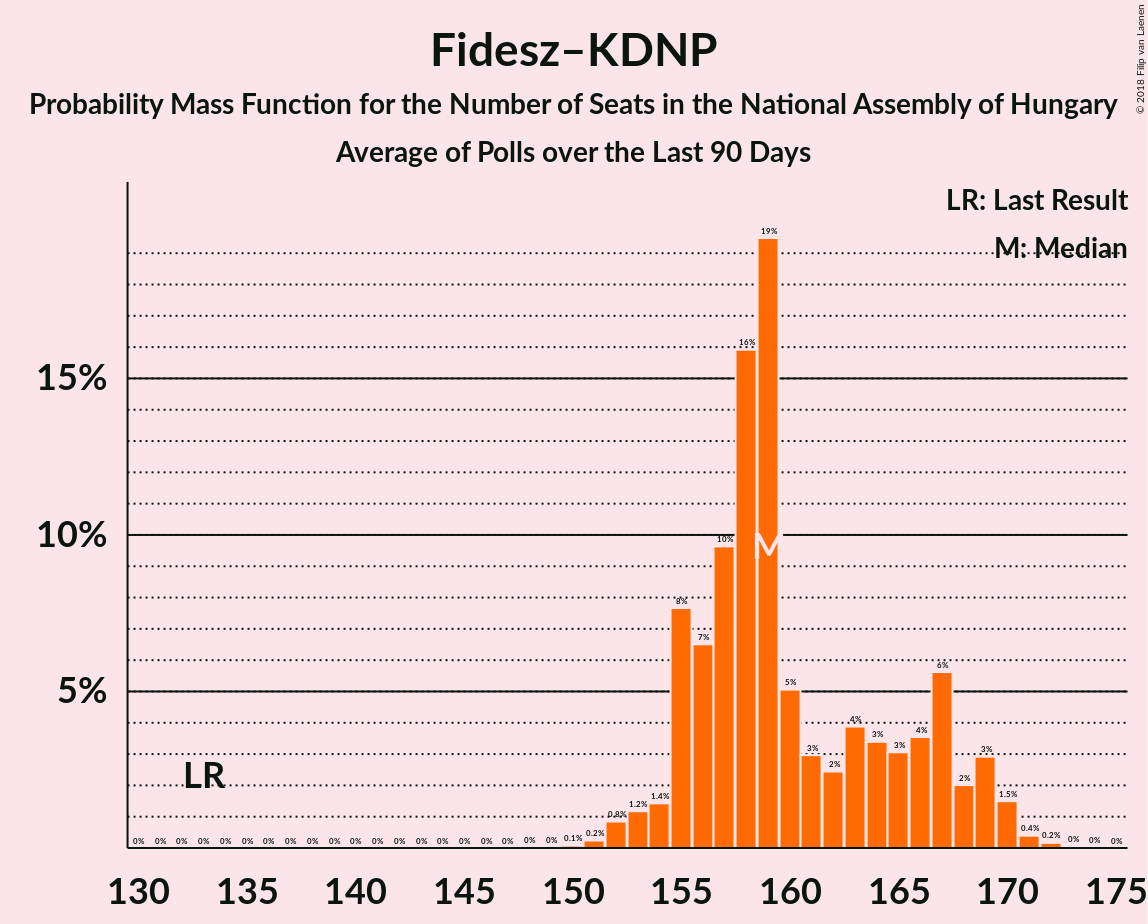 Fidesz–KDNP
Probability Mass Function for the Number of Seats in the National Assembly of Hungary
Average of Polls over the Last 90 Days
© 2018 Filip van Laenen
LR: Last Result
M: Median
19%
16%
15%
10%
10%
M
8%
7%
6%
5%
5%
4%
3%
3%
4%
3%
2%
3%
2%
LR
1.5%
1.4%
1.2%
0.8%
0.4%
0% 0% 0% 0% 0% 0% 0% 0% 0% 0% 0% 0% 0% 0% 0% 0% 0% 0% 0% 0% 0.1% 0.2% 0.2% 0% 0% 0%
130 135 140 145 150 155 160 165 170 175